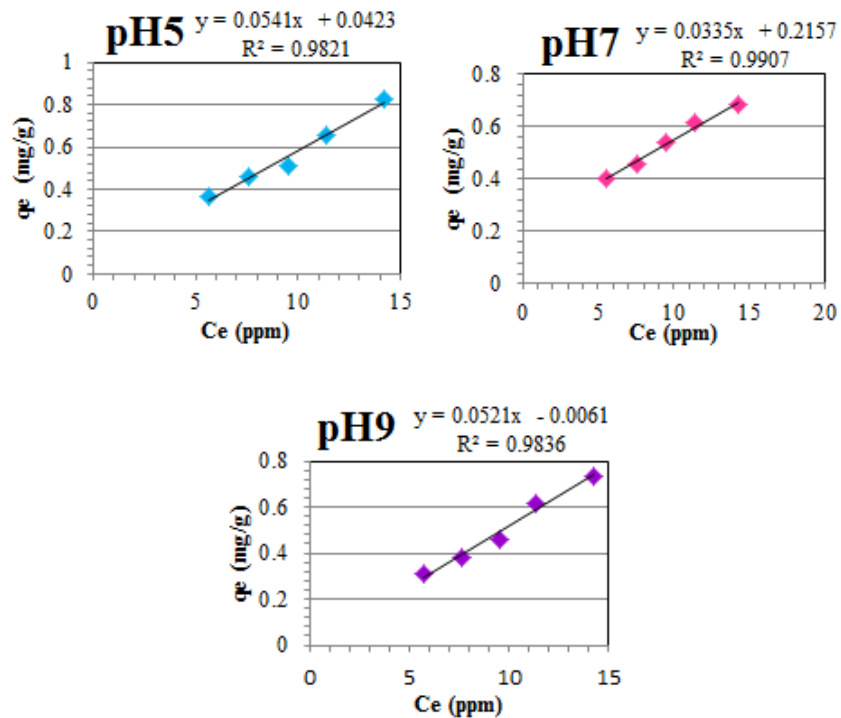 pH5 y = 0.0541x + 0.0423
R² = 0.9821
1
0.8
0.6
0.4
0.2
0
qe (mg/g)
0 5 10 15
Ce (ppm)
pH7 y = 0.0335x + 0.2157
R² = 0.9907
0.8
0.6
0.4
0.2
0
qe (mg/g)
0 5 10 15 20
Ce (ppm)
pH9 y = 0.0521x - 0.0061
R² = 0.9836
0.8
0.6
0.4
0.2
0
qe (mg/g)
0 5 10 15
Ce (ppm)